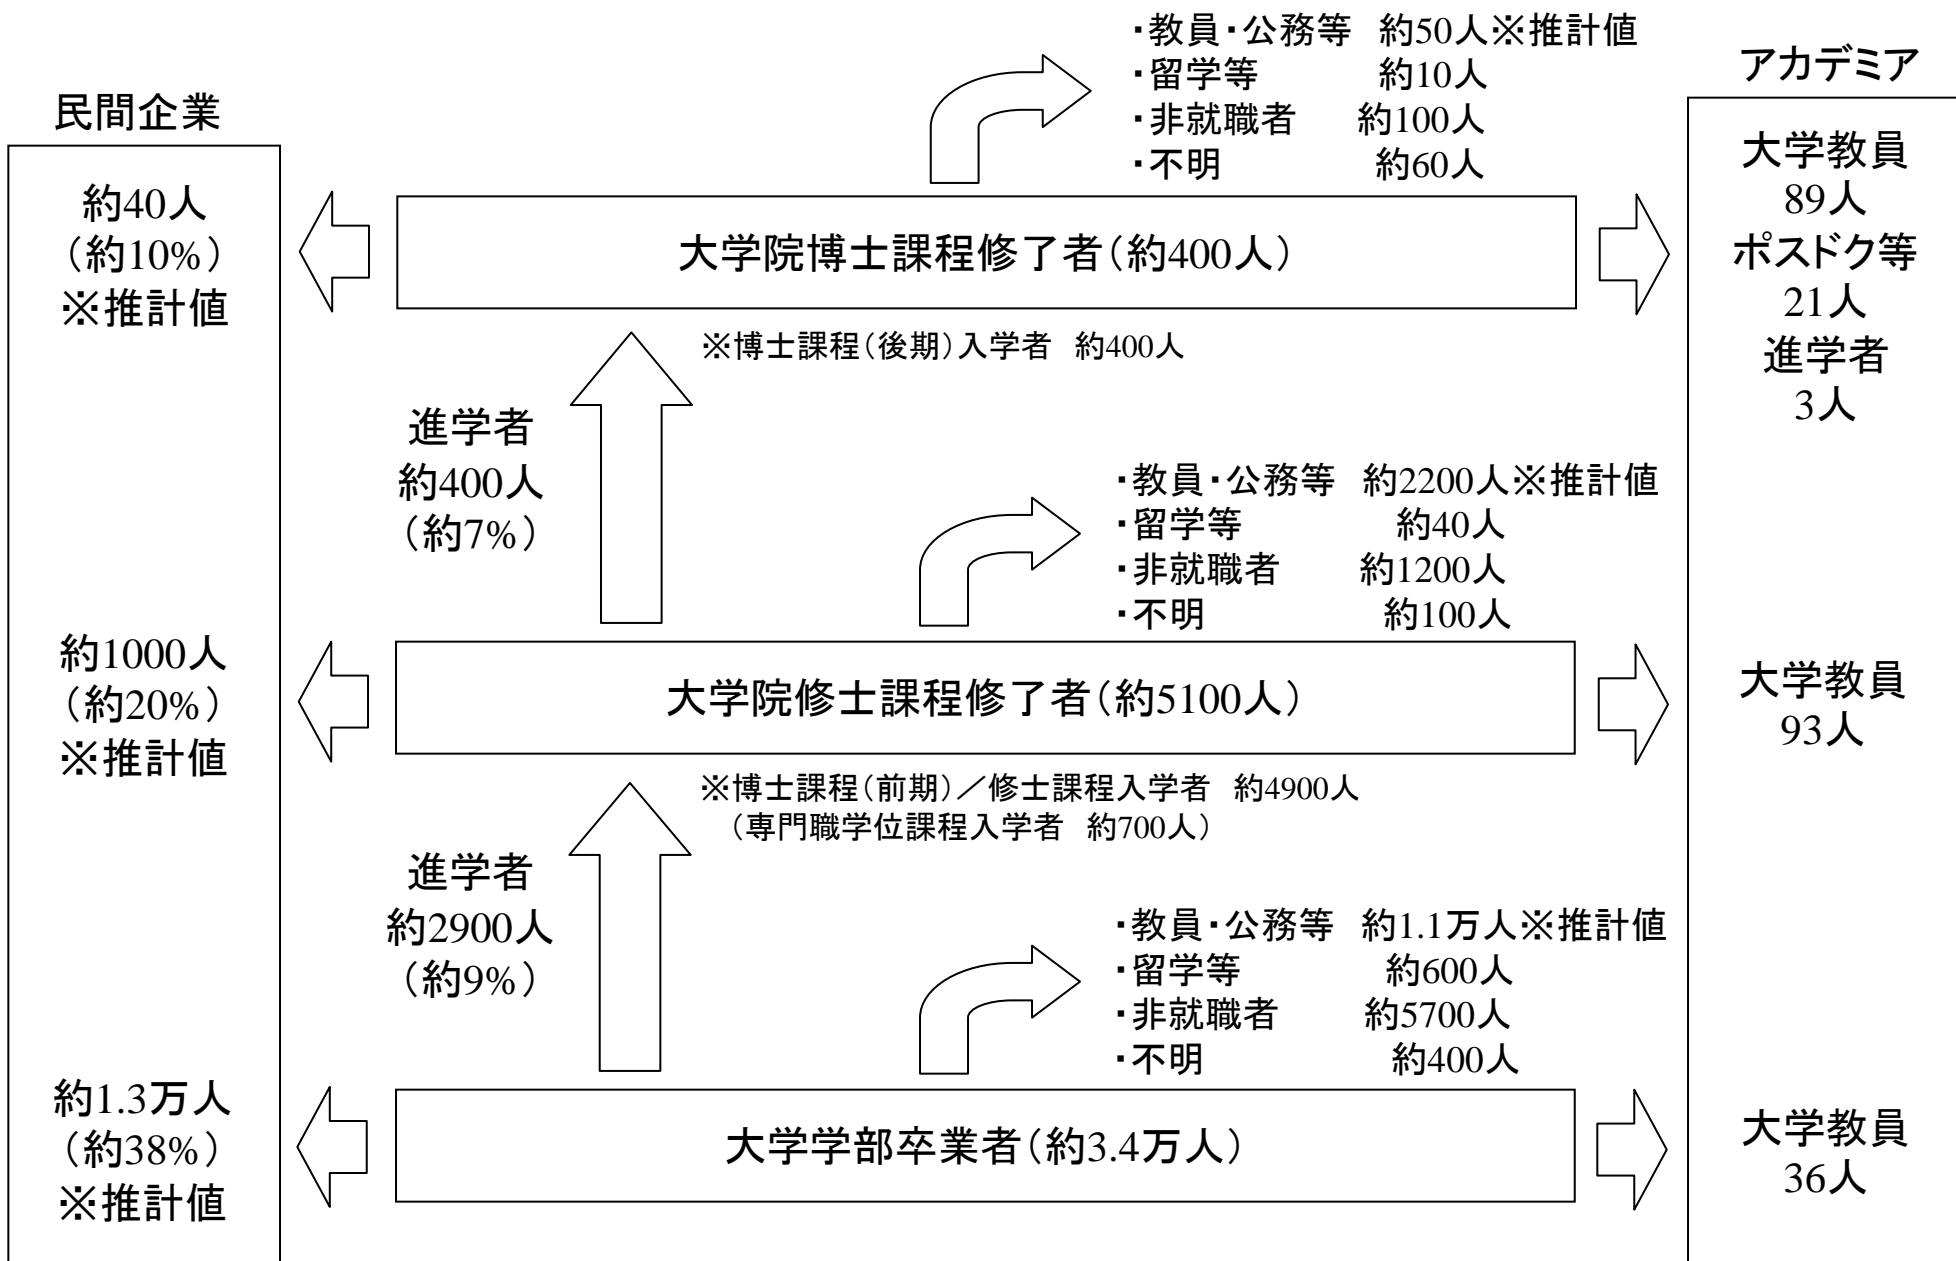 ・教員・公務等 約50人※推計値
・留学等 約10人
・非就職者 約100人
・不明 約60人
アカデミア
民間企業
約40人
(約10%)
※推計値
大学院博士課程修了者(約400人)
大学教員
89人
ポスドク等
21人
進学者
3人
※博士課程(後期)入学者 約400人
進学者
約400人
(約7%)
・教員・公務等 約2200人※推計値
・留学等 約40人
・非就職者 約1200人
・不明 約100人
約1000人
(約20%)
※推計値
大学院修士課程修了者(約5100人)
大学教員
93人
※博士課程(前期)/修士課程入学者 約4900人
(専門職学位課程入学者 約700人)
進学者
約2900人
(約9%)
・教員・公務等 約1.1万人※推計値
・留学等 約600人
・非就職者 約5700人
・不明 約400人
約1.3万人
(約38%)
※推計値
大学学部卒業者(約3.4万人)
大学教員
36人